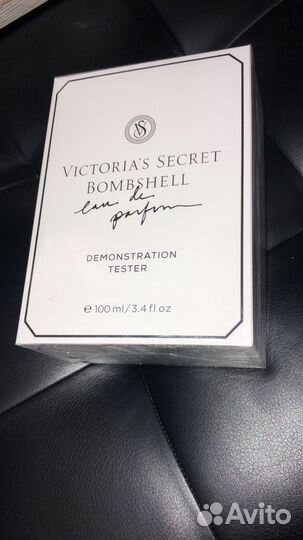 VS
VICTORIA'S SECRET
BOMBSHELL
eau de
parfum
DEMONSTRATION
TESTER
℮ 100 ml/3.4 fl oz
Avito